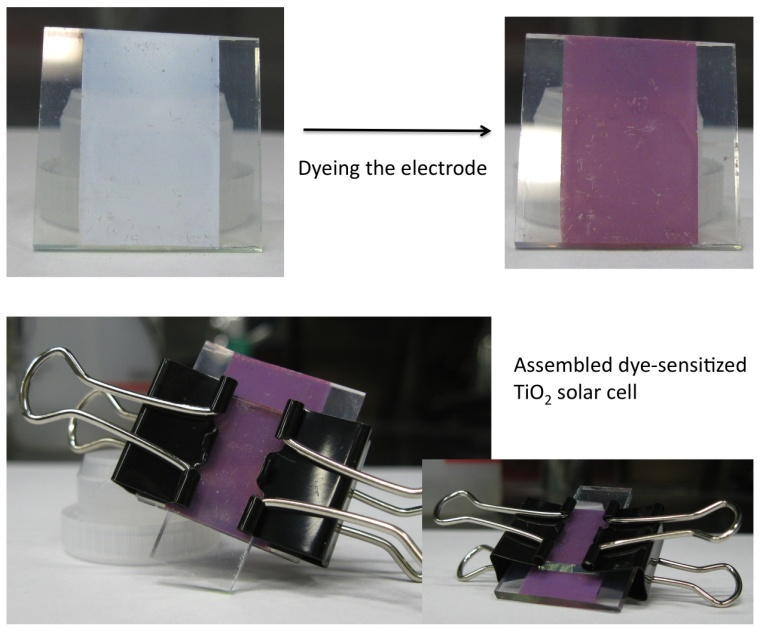 Dyeing the electrode
Assembled dye-sensitized
TiO₂ solar cell